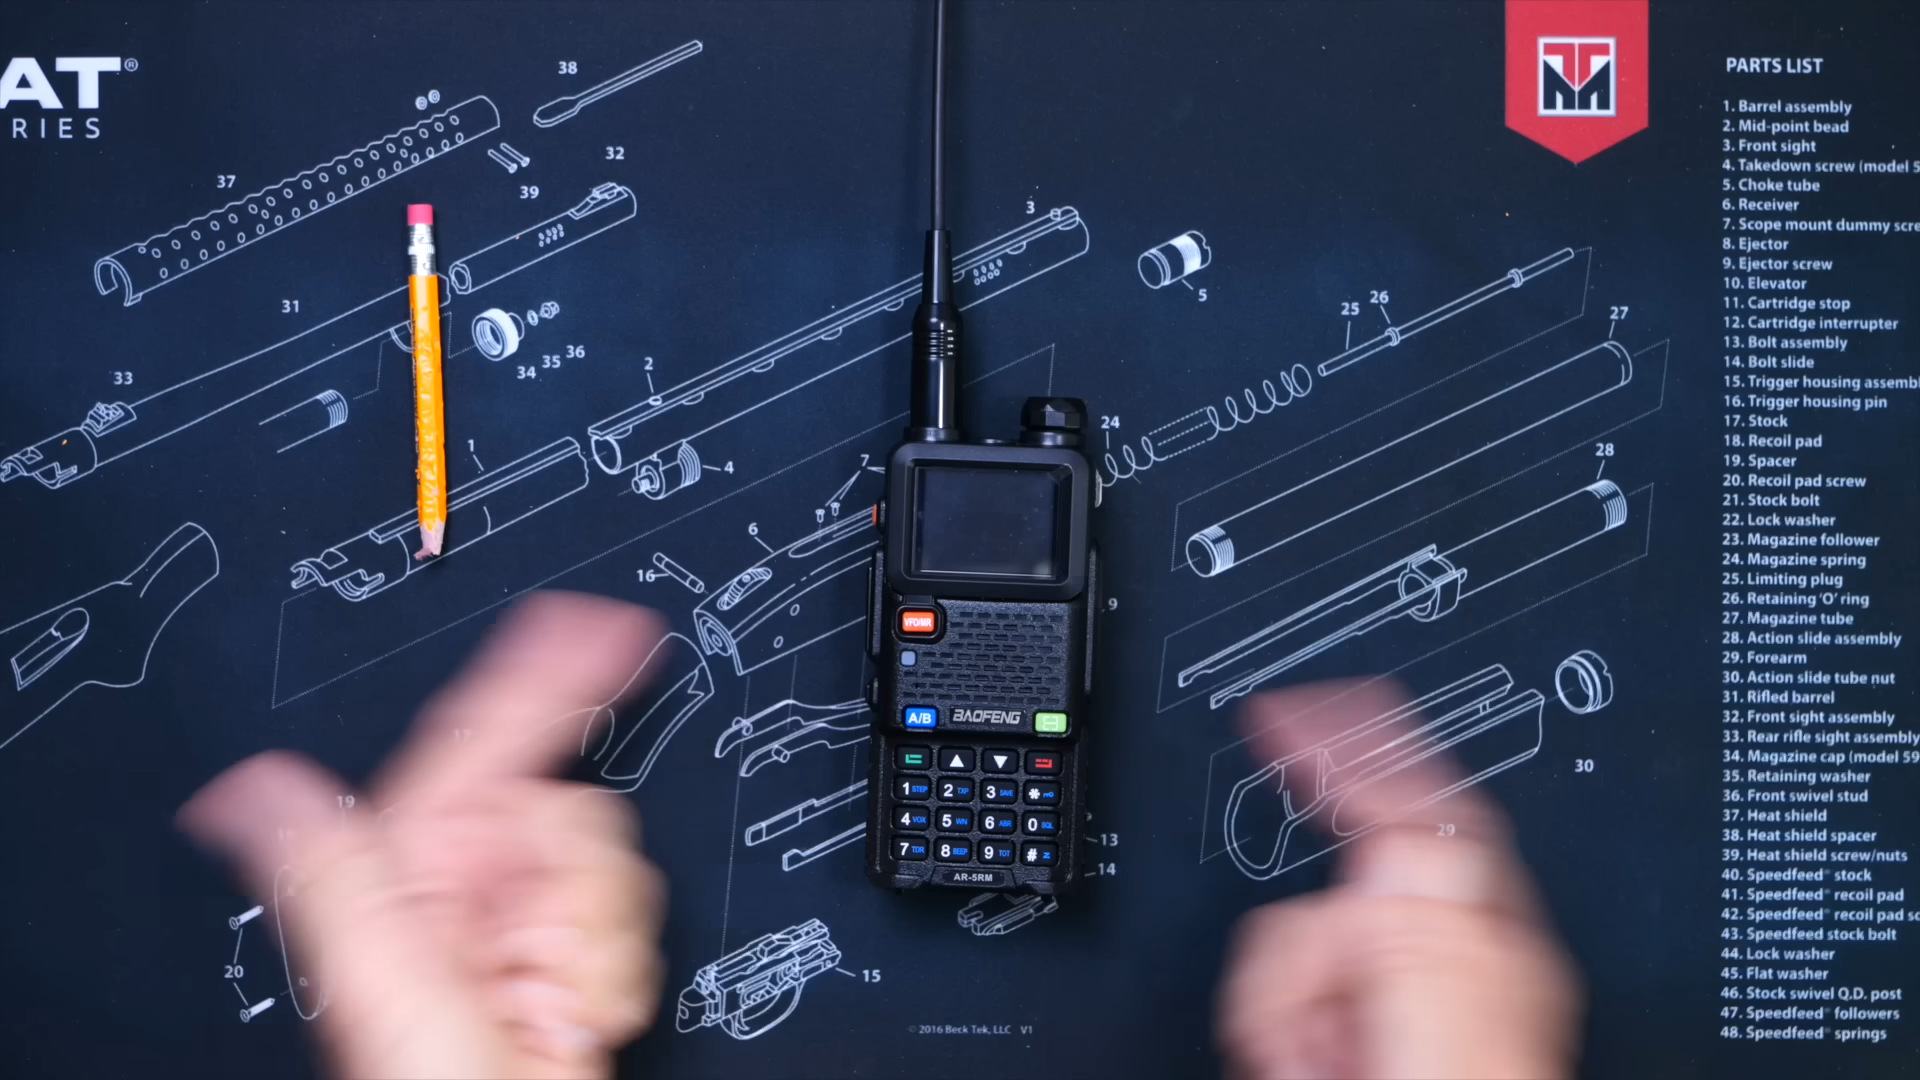 AT®
RIES
PARTS LIST
1. Barrel assembly
2. Mid-point bead
3. Front sight
4. Takedown screw (model 5
5. Choke tube
6. Receiver
7. Scope mount dummy scre
8. Ejector
9. Ejector screw
10. Elevator
11. Cartridge stop
12. Cartridge interrupter
13. Bolt assembly
14. Bolt slide
15. Trigger housing assembl
16. Trigger housing pin
17. Stock
18. Recoil pad
19. Spacer
20. Recoil pad screw
21. Stock bolt
22. Lock washer
23. Magazine follower
24. Magazine spring
25. Limiting plug
26. Retaining ‘O’ ring
27. Magazine tube
28. Action slide assembly
29. Forearm
30. Action slide tube nut
31. Rifled barrel
32. Front sight assembly
33. Rear rifle sight assembly
34. Magazine cap (model 59
35. Retaining washer
36. Front swivel stud
37. Heat shield
38. Heat shield spacer
39. Heat shield screw/nuts
40. Speedfeed® stock
41. Speedfeed® recoil pad
42. Speedfeed® recoil pad sc
43. Speedfeed stock bolt
44. Lock washer
45. Flat washer
46. Stock swivel Q.D. post
47. Speedfeed® followers
48. Speedfeed® springs
38
37
32
39
3
31
5
26
25
27
36
35
34
33
2
24
1
4
7
28
6
16
9
17
30
19
29
13
14
20
15
VFO/MR
A/B
BAOFENG
1 STEP 2 TXP 3 SAVE *
4 VOX 5 WN 6 ABR 0 SQL
7 TDR 8 BEEP 9 TOT #
AR-5RM
© 2016 Beck Tek, LLC V1